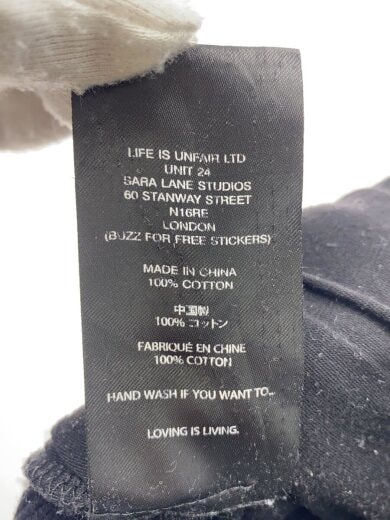 LIFE IS UNFAIR LTD
UNIT 24
SARA LANE STUDIOS
60 STANWAY STREET
N16RE
LONDON
(BUZZ FOR FREE STICKERS)
MADE IN CHINA
100% COTTON
中国製
100% コットン
FABRIQUÉ EN CHINE
100% COTTON
HAND WASH IF YOU WANT TO...
LOVING IS LIVING.